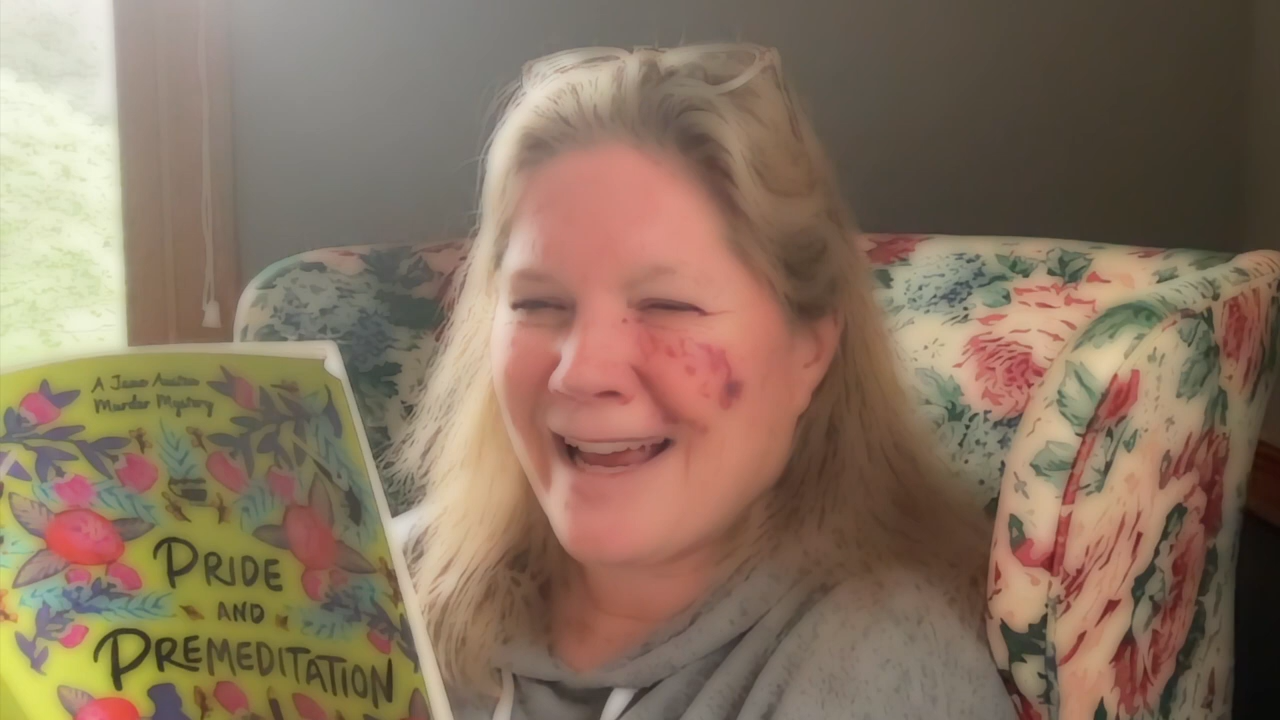 A Jane Austen
Murder Mystery
PRIDE
AND
PREMEDITATION